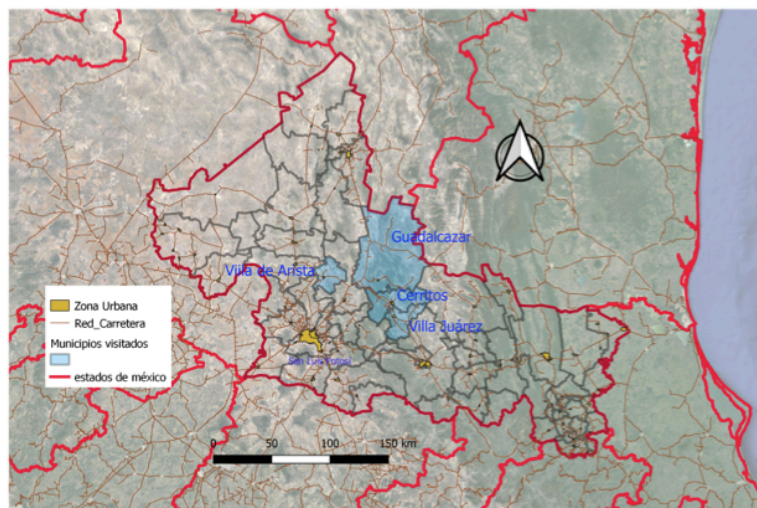 Guadalcazar
Villa de Arista
Cerritos
Villa Juárez
San Luis Potosí
Zona Urbana
Red_Carretera
Municipios visitados
estados de méxico
0 50 100 150 km